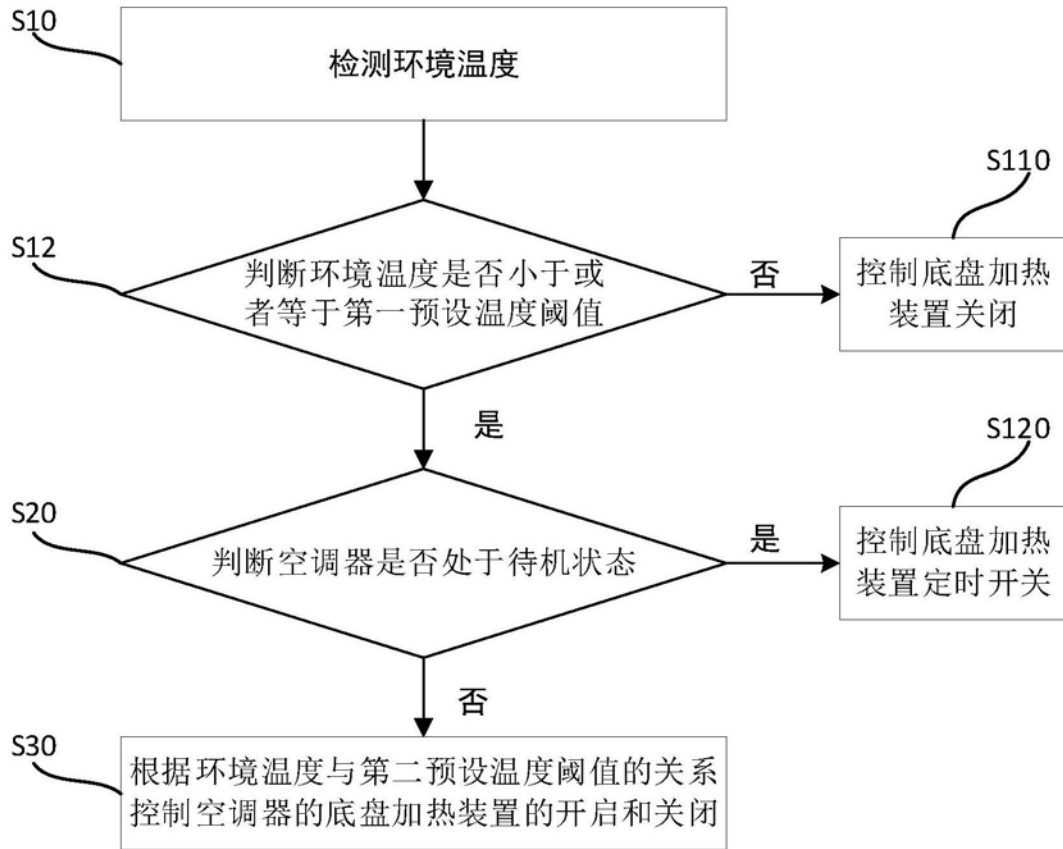 S10
检测环境温度
S110
S12
判断环境温度是否小于或
者等于第一预设温度阈值
否
控制底盘加热
装置关闭
是
S120
S20
判断空调器是否处于待机状态
是
控制底盘加热
装置定时开关
否
S30
根据环境温度与第二预设温度阈值的关系
控制空调器的底盘加热装置的开启和关闭